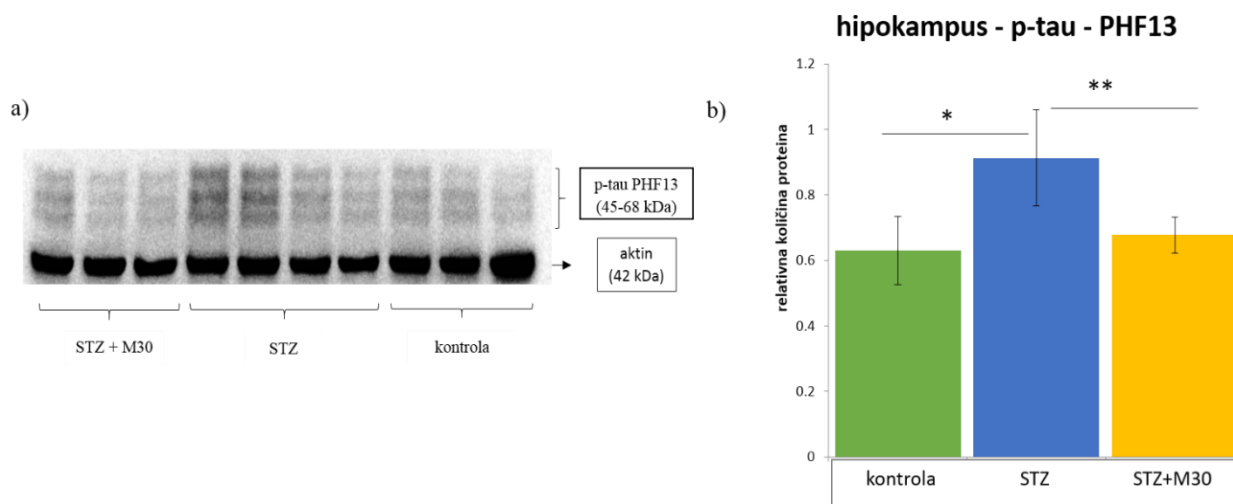 a)
p-tau PHF13
(45-68 kDa)
aktin
(42 kDa)
STZ + M30
STZ
kontrola
b)
hipokampus - p-tau - PHF13
relativna količina proteina
1.2
1
0.8
0.6
0.4
0.2
0
*
**
kontrola
STZ
STZ+M30